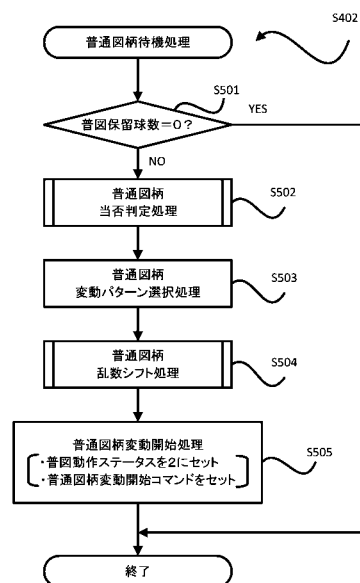 普通図柄待機処理
S402
S501
普図保留球数=0?
YES
NO
普通図柄
当否判定処理
S502
普通図柄
変動パターン選択処理
S503
普通図柄
乱数シフト処理
S504
普通図柄変動開始処理
・普図動作ステータスを2にセット
・普通図柄変動開始コマンドをセット
S505
終了